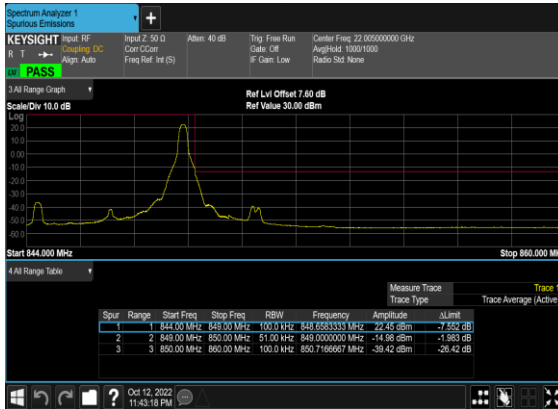 Spectrum Analyzer 1
Spurious Emissions
+
KEYSIGHT Input: RF Input Z: 50 Ω Atten: 40 dB Trig: Free Run Center Freq: 22.005000000 GHz
R T Coupling: DC Corr CCorr Gate: Off Avg|Hold: 1000/1000
Align: Auto Freq Ref: Int (S) IF Gain: Low Radio Std: None
PASS
3 All Range Graph
Ref Lvl Offset 7.60 dB
Scale/Div 10.0 dB Ref Value 30.00 dBm
Log
20.0
10.0
0.00
-10.0
-20.0
-30.0
-40.0
-50.0
-60.0
Start 844.000 MHz Stop 860.000 MH
4 All Range Table
Measure Trace Trace 1
Trace Type Trace Average (Active
Spur Range Start Freq Stop Freq RBW Frequency Amplitude ΔLimit
1 1 844.00 MHz 849.00 MHz 100.0 kHz 848.6583333 MHz 22.45 dBm -7.552 dB
2 2 849.00 MHz 850.00 MHz 51.00 kHz 849.0000000 MHz -14.98 dBm -1.983 dB
3 3 850.00 MHz 860.00 MHz 100.0 kHz 850.7166667 MHz -39.42 dBm -26.42 dB
? Oct 12, 2022
11:43:18 PM